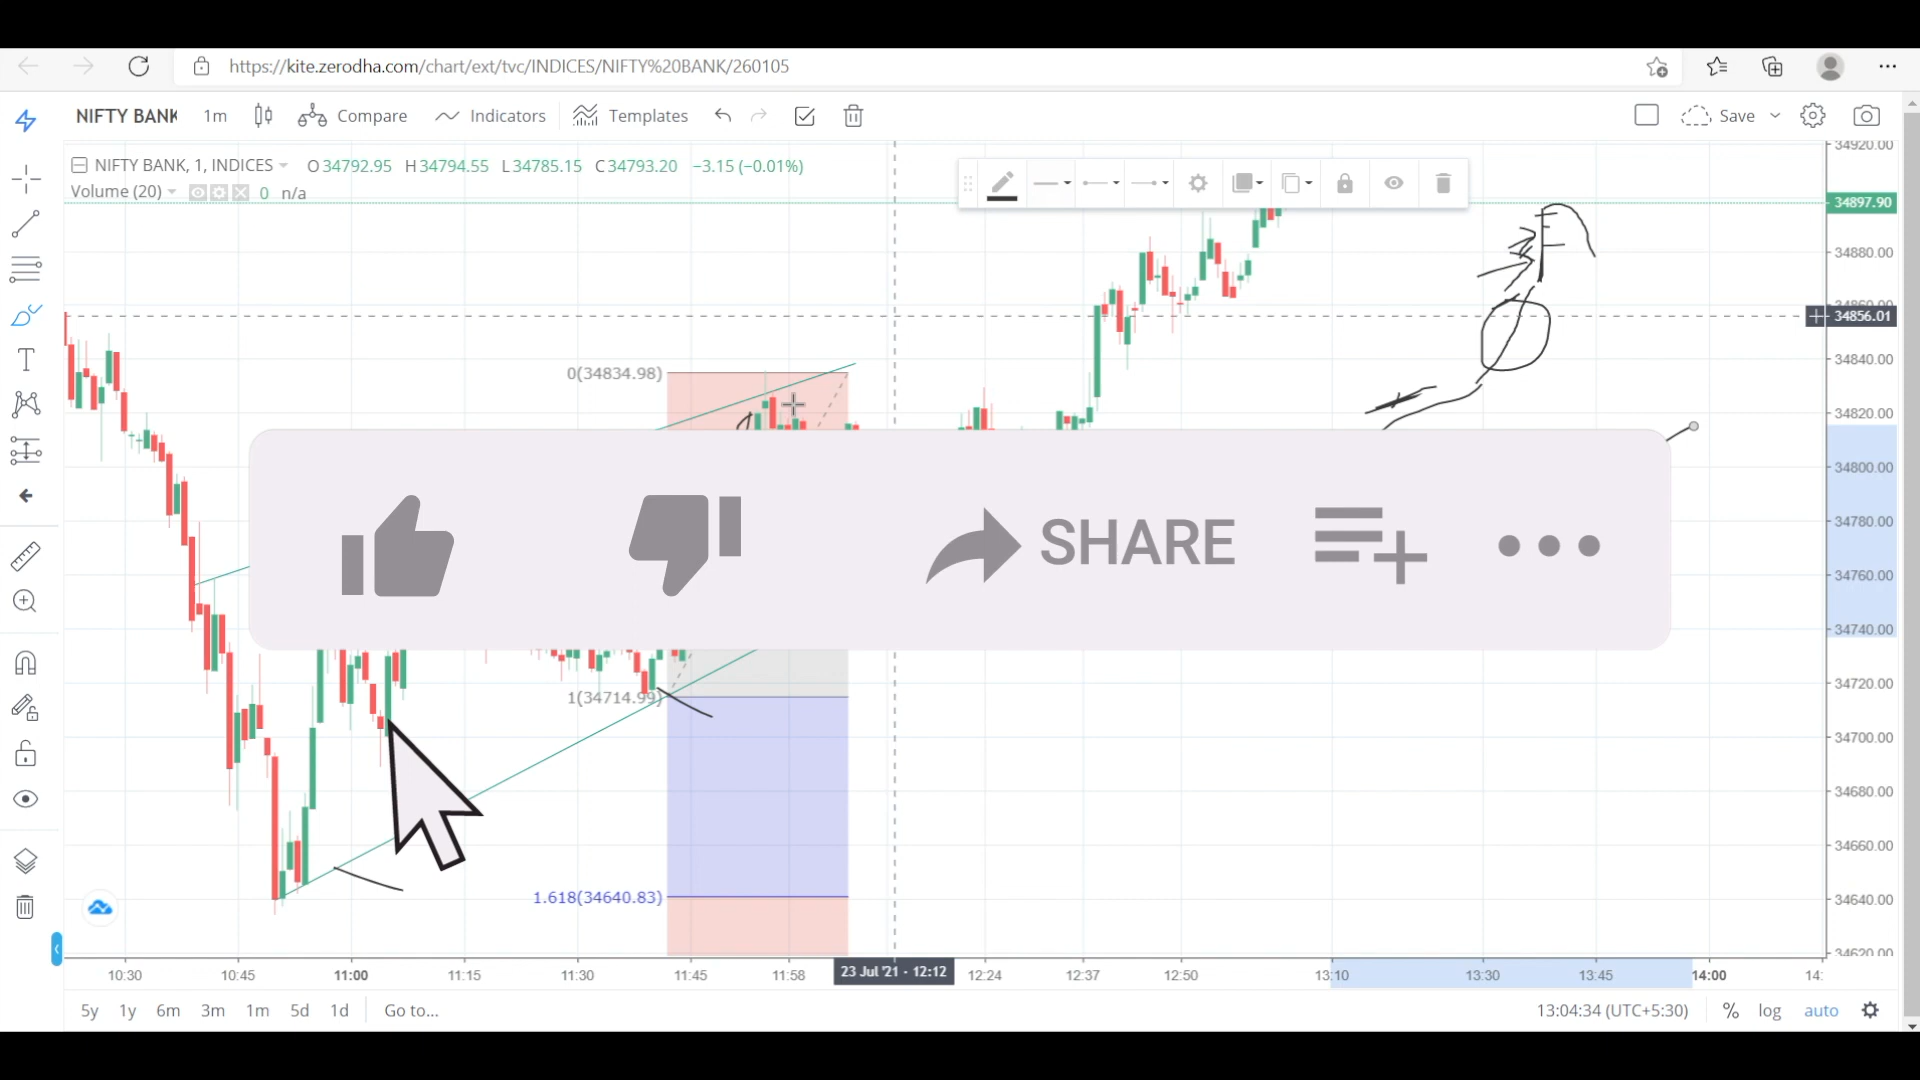 https://kite.zerodha.com/chart/ext/tvc/INDICES/NIFTY%20BANK/260105
NIFTY BANK 1m Compare Indicators Templates Save
NIFTY BANK, 1, INDICES O34792.95 H34794.55 L34785.15 C34793.20 −3.15 (−0.01%)
Volume (20) 0 n/a
34920.00
34897.90
34880.00
34860.00
34856.01
34840.00
34820.00
34800.00
34780.00
34760.00
34740.00
34720.00
34700.00
34680.00
34660.00
34640.00
34620.00
0(34834.98)
SHARE
1(34714.99)
1.618(34640.83)
10:30 10:45 11:00 11:15 11:30 11:45 11:58 23 Jul '21 · 12:12 12:24 12:37 12:50 13:10 13:30 13:45 14:00 14:
5y 1y 6m 3m 1m 5d 1d Go to... 13:04:34 (UTC+5:30) % log auto